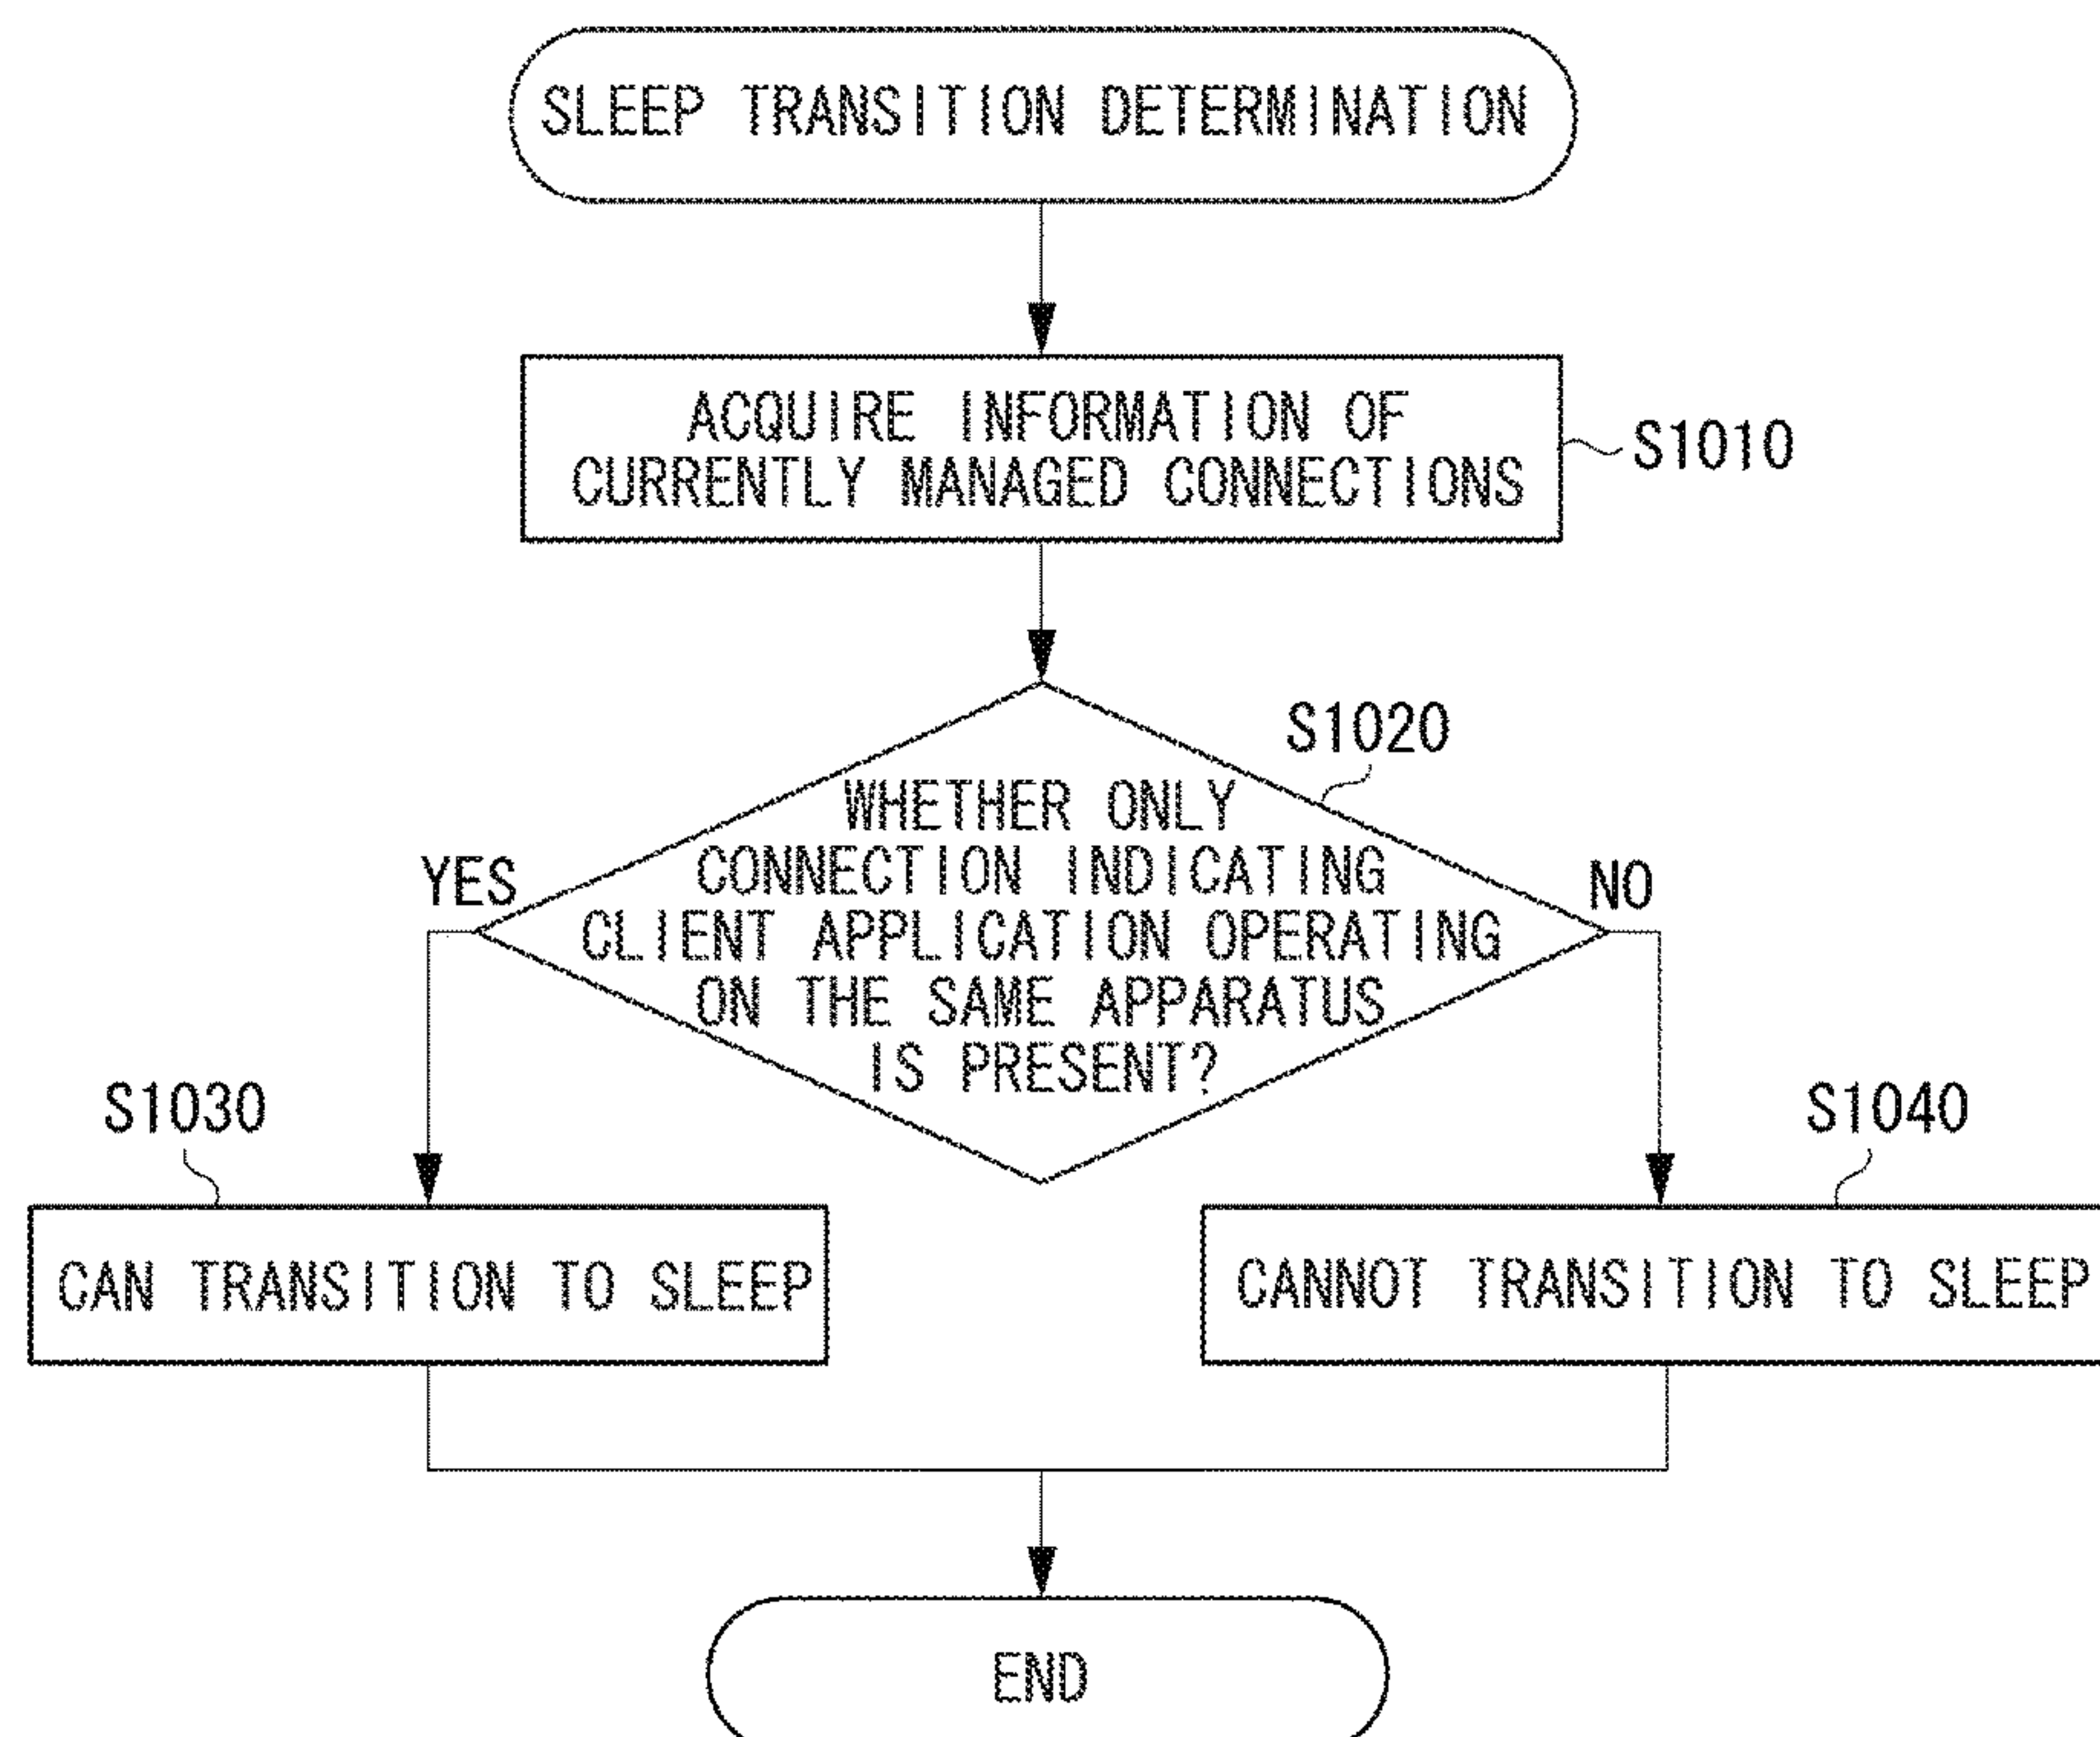 SLEEP TRANSITION DETERMINATION
ACQUIRE INFORMATION OF
CURRENTLY MANAGED CONNECTIONS
S1010
S1020
WHETHER ONLY
CONNECTION INDICATING
CLIENT APPLICATION OPERATING
ON THE SAME APPARATUS
IS PRESENT?
YES
NO
S1030
S1040
CAN TRANSITION TO SLEEP
CANNOT TRANSITION TO SLEEP
END